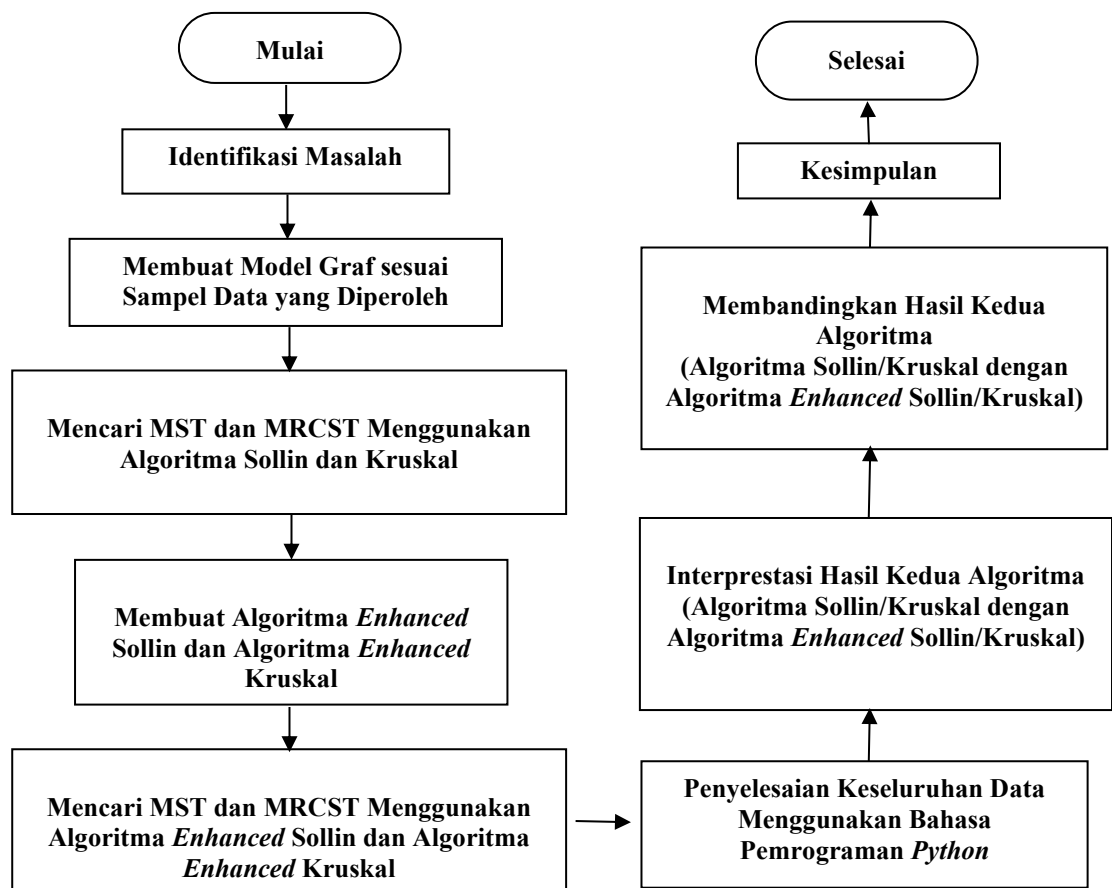 Mulai
Identifikasi Masalah
Membuat Model Graf sesuai
Sampel Data yang Diperoleh
Mencari MST dan MRCST Menggunakan
Algoritma Sollin dan Kruskal
Membuat Algoritma Enhanced
Sollin dan Algoritma Enhanced
Kruskal
Mencari MST dan MRCST Menggunakan
Algoritma Enhanced Sollin dan Algoritma
Enhanced Kruskal
Penyelesaian Keseluruhan Data
Menggunakan Bahasa
Pemrograman Python
Interprestasi Hasil Kedua Algoritma
(Algoritma Sollin/Kruskal dengan
Algoritma Enhanced Sollin/Kruskal)
Membandingkan Hasil Kedua
Algoritma
(Algoritma Sollin/Kruskal dengan
Algoritma Enhanced Sollin/Kruskal)
Kesimpulan
Selesai